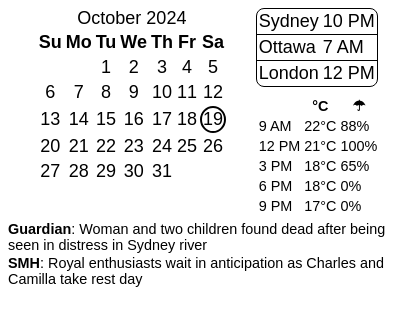 October 2024
Su Mo Tu We Th Fr Sa
1 2 3 4 5
6 7 8 9 10 11 12
13 14 15 16 17 18 19
20 21 22 23 24 25 26
27 28 29 30 31
Sydney 10 PM
Ottawa 7 AM
London 12 PM
°C ☂
9 AM 22°C 88%
12 PM 21°C 100%
3 PM 18°C 65%
6 PM 18°C 0%
9 PM 17°C 0%
Guardian: Woman and two children found dead after being
seen in distress in Sydney river
SMH: Royal enthusiasts wait in anticipation as Charles and
Camilla take rest day